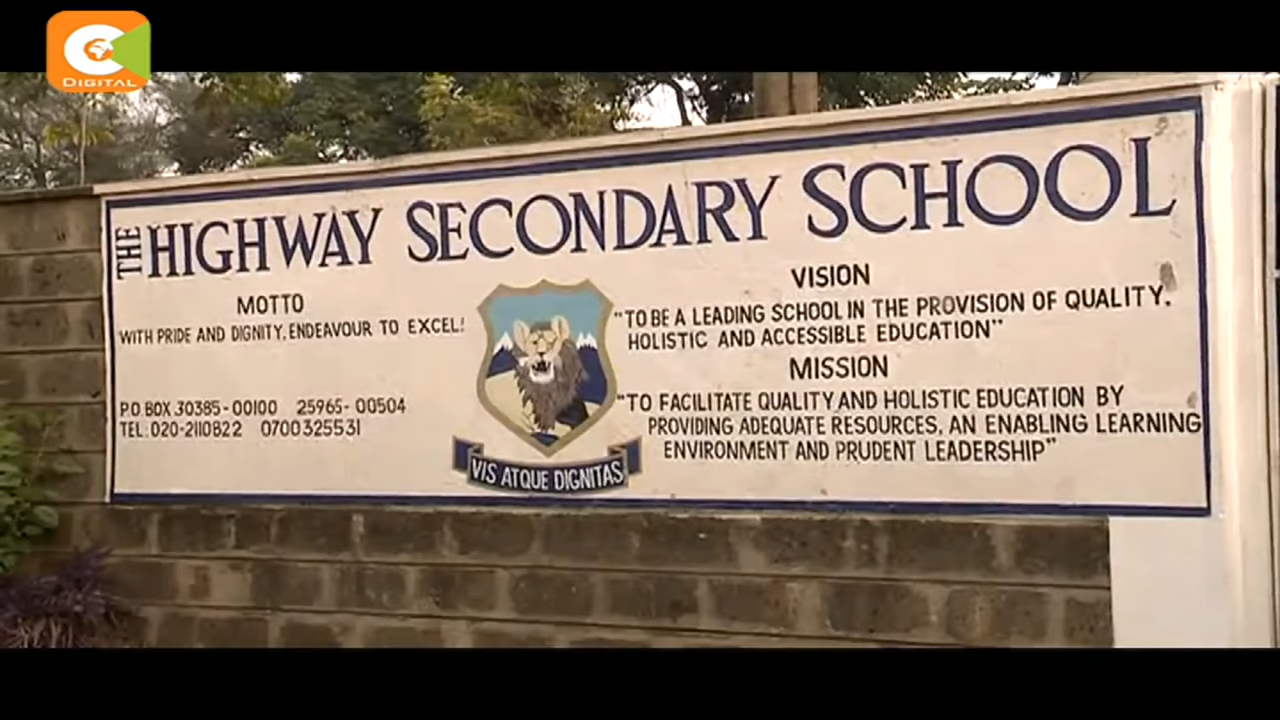 DIGITAL
THE HIGHWAY SECONDARY SCHOOL
MOTTO
WITH PRIDE AND DIGNITY, ENDEAVOUR TO EXCEL!
P.O BOX 30385-00100 25965-00504
TEL: 020-2110822 0700325531
VIS ATQUE DIGNITAS
VISION
"TO BE A LEADING SCHOOL IN THE PROVISION OF QUALITY.
HOLISTIC AND ACCESSIBLE EDUCATION"
MISSION
"TO FACILITATE QUALITY AND HOLISTIC EDUCATION BY
PROVIDING ADEQUATE RESOURCES, AN ENABLING LEARNING
ENVIRONMENT AND PRUDENT LEADERSHIP"